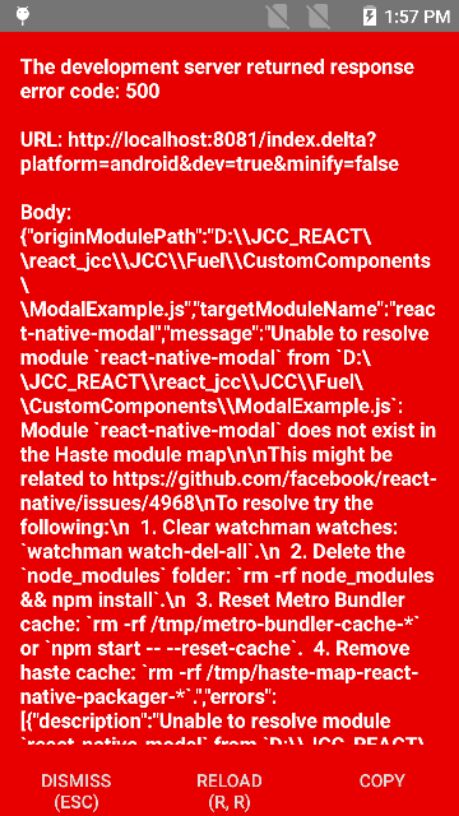 1:57 PM
The development server returned response
error code: 500
URL: http://localhost:8081/index.delta?
platform=android&dev=true&minify=false
Body:
{"originModulePath":"D:\\JCC_REACT\
\react_jcc\\JCC\\Fuel\\CustomComponents
\
\ModalExample.js","targetModuleName":"reac
t-native-modal","message":"Unable to resolve
module `react-native-modal` from `D:\
\JCC_REACT\\react_jcc\\JCC\\Fuel\
\CustomComponents\\ModalExample.js`:
Module `react-native-modal` does not exist in
the Haste module map\n\nThis might be
related to https://github.com/facebook/react-
native/issues/4968\nTo resolve try the
following:\n  1. Clear watchman watches:
`watchman watch-del-all`.\n  2. Delete the
`node_modules` folder: `rm -rf node_modules
&& npm install`.\n  3. Reset Metro Bundler
cache: `rm -rf /tmp/metro-bundler-cache-*`
or `npm start -- --reset-cache`.  4. Remove
haste cache: `rm -rf /tmp/haste-map-react-
native-packager-*`.","errors":
[{"description":"Unable to resolve module
`react-native-modal` from `D:\\JCC_REACT\
DISMISS
(ESC)
RELOAD
(R, R)
COPY